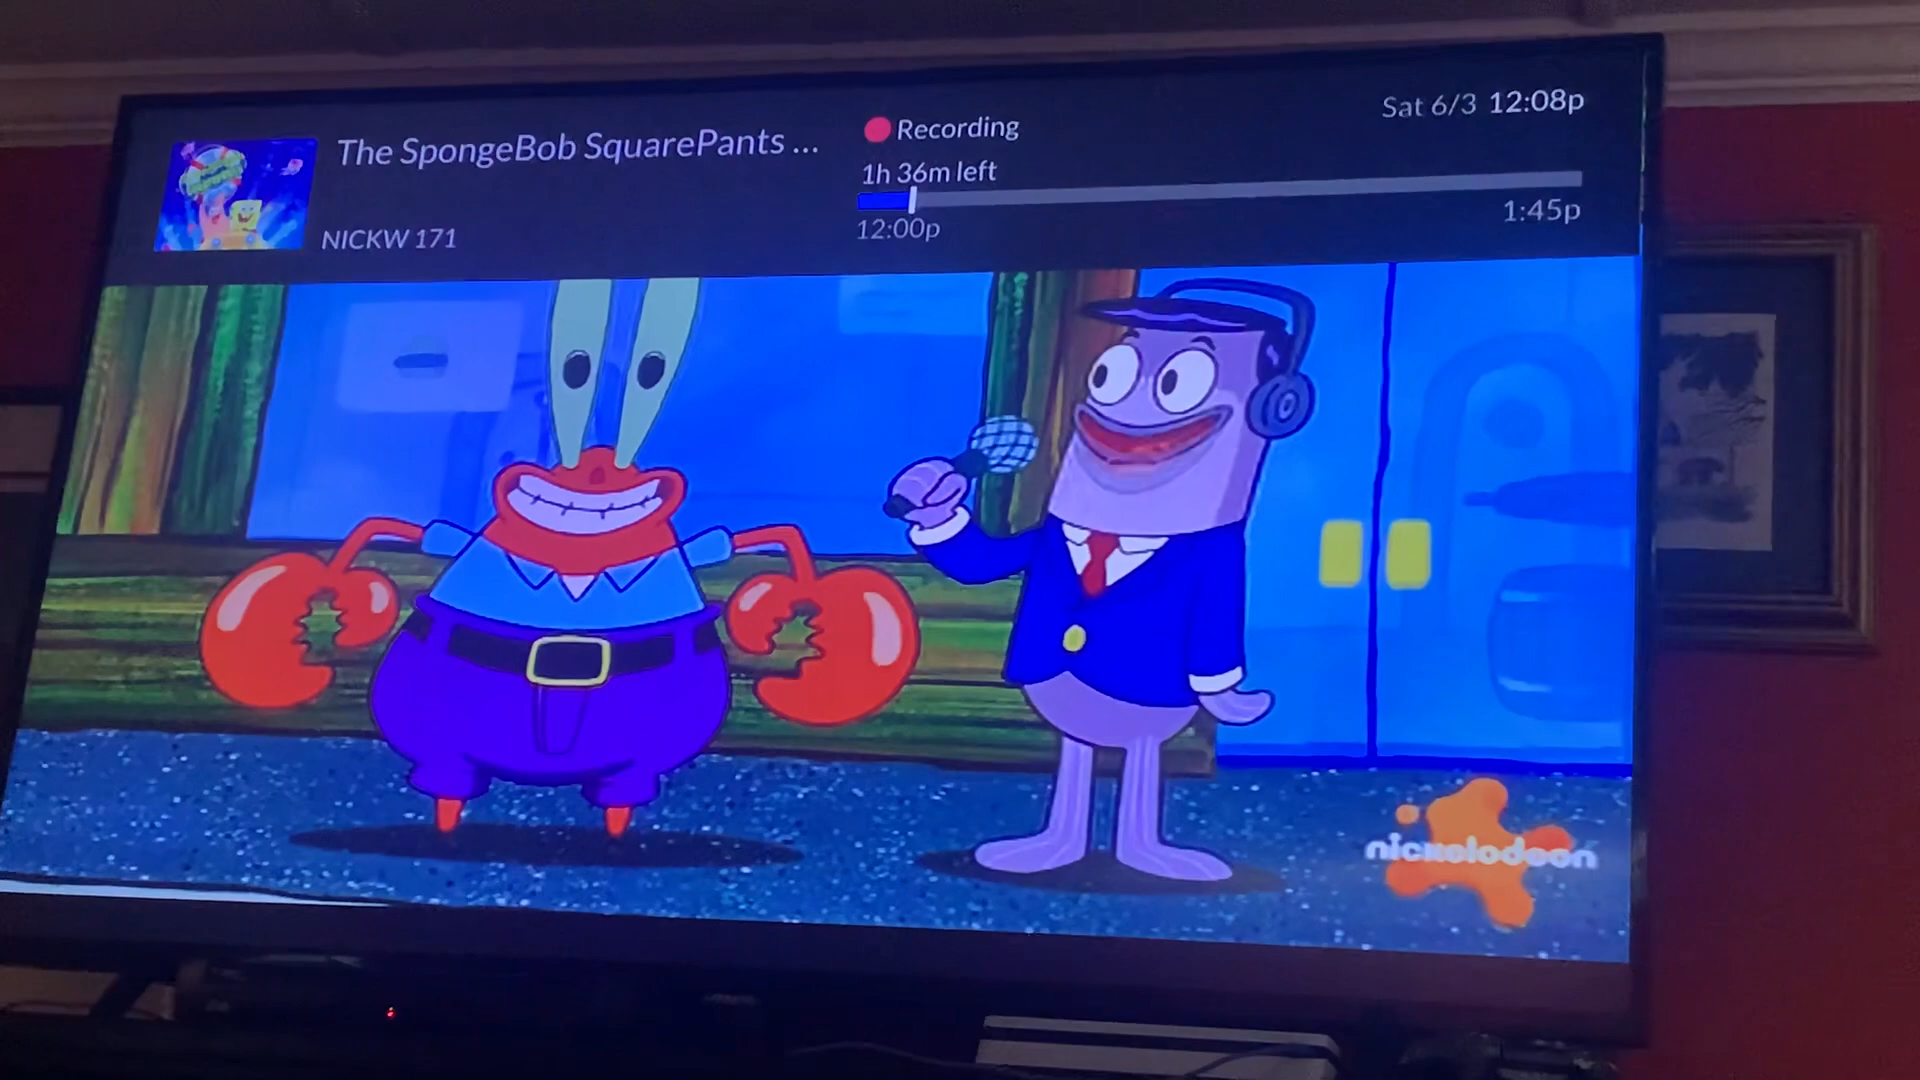 The SpongeBob SquarePants ...
NICKW 171
Recording
1h 36m left
12:00p
1:45p
Sat 6/3 12:08p
nickelodeon